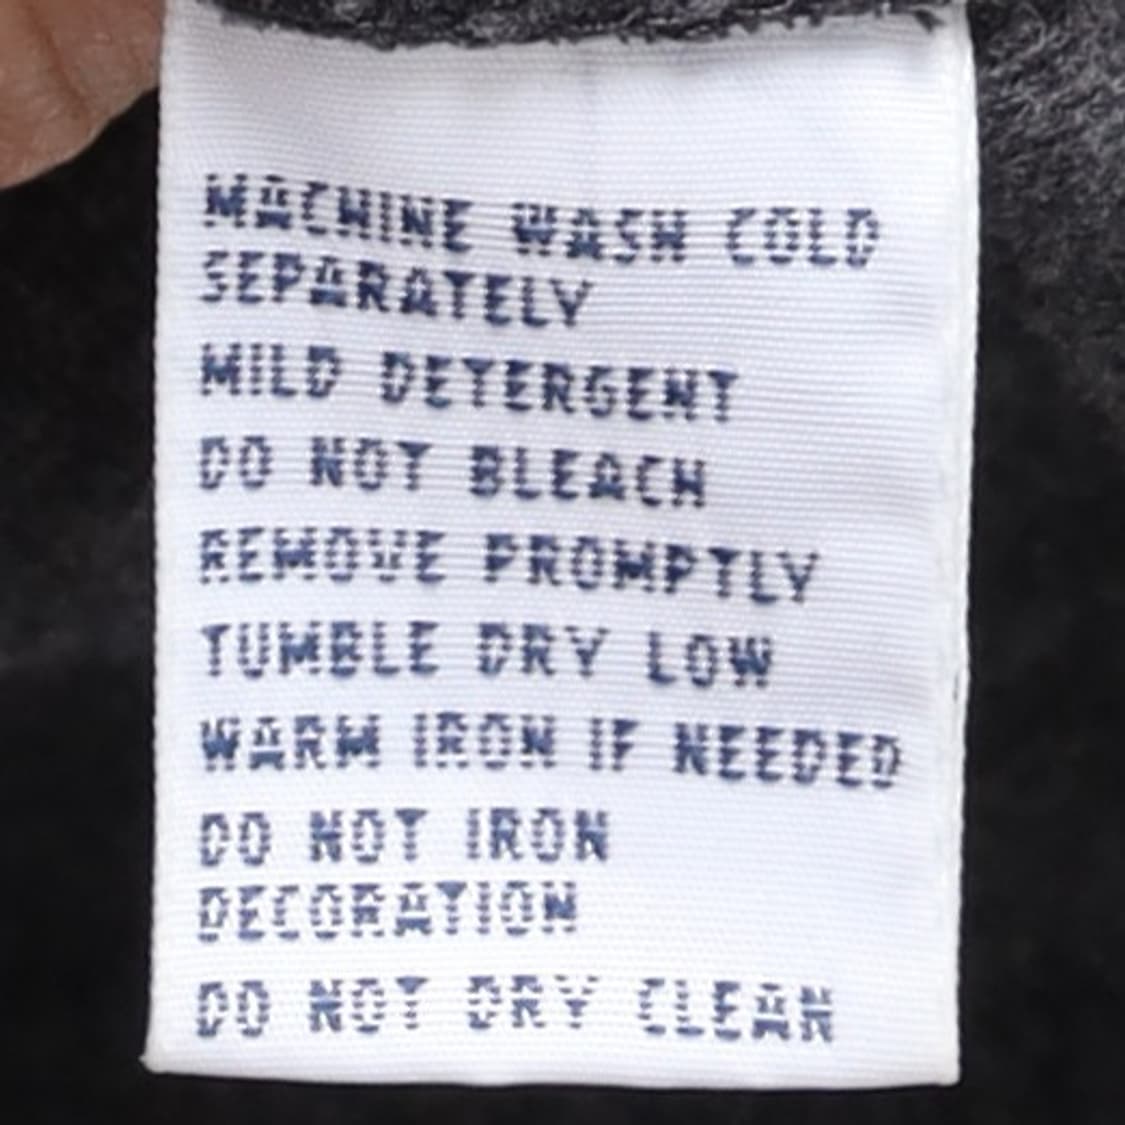 MACHINE WASH COLD
SEPARATELY
MILD DETERGENT
DO NOT BLEACH
REMOVE PROMPTLY
TUMBLE DRY LOW
WARM IRON IF NEEDED
DO NOT IRON
DECORATION
DO NOT DRY CLEAN